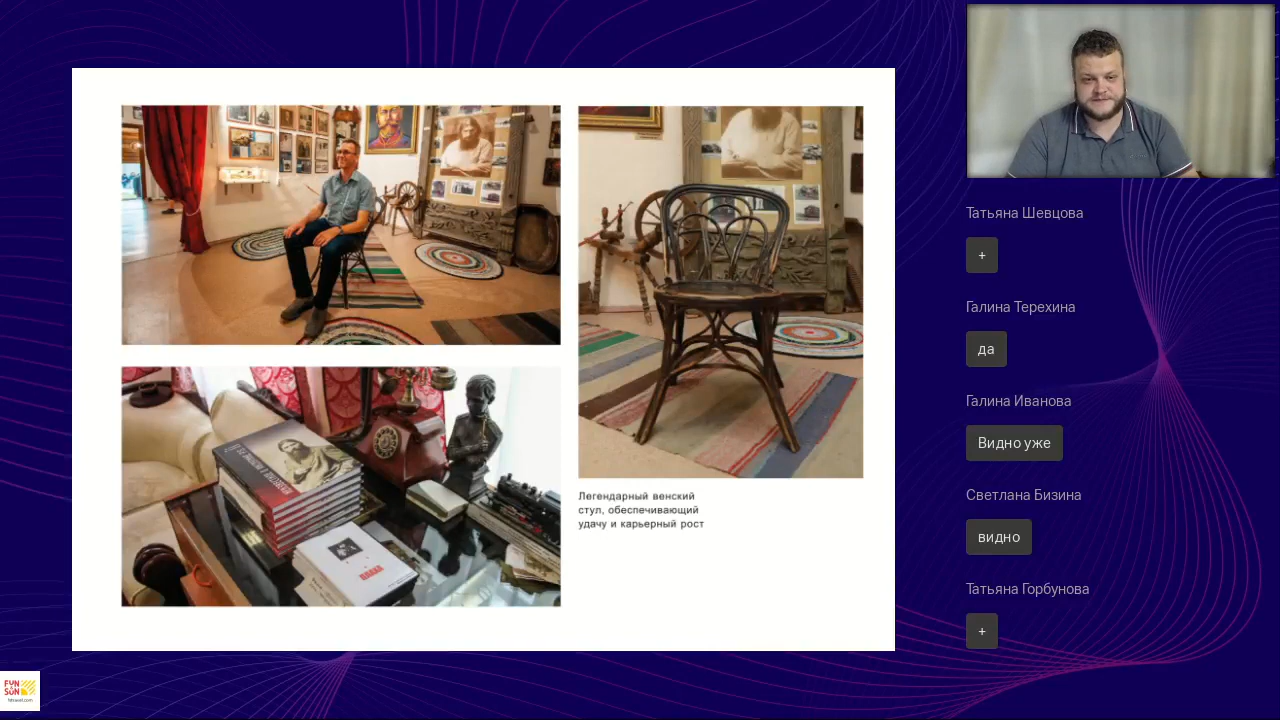 Легендарный венский
стул, обеспечивающий
удачу и карьерный рост
Татьяна Шевцова
+
Галина Терехина
да
Галина Иванова
Видно уже
Светлана Бизина
видно
Татьяна Горбунова
+
FUN
SUN